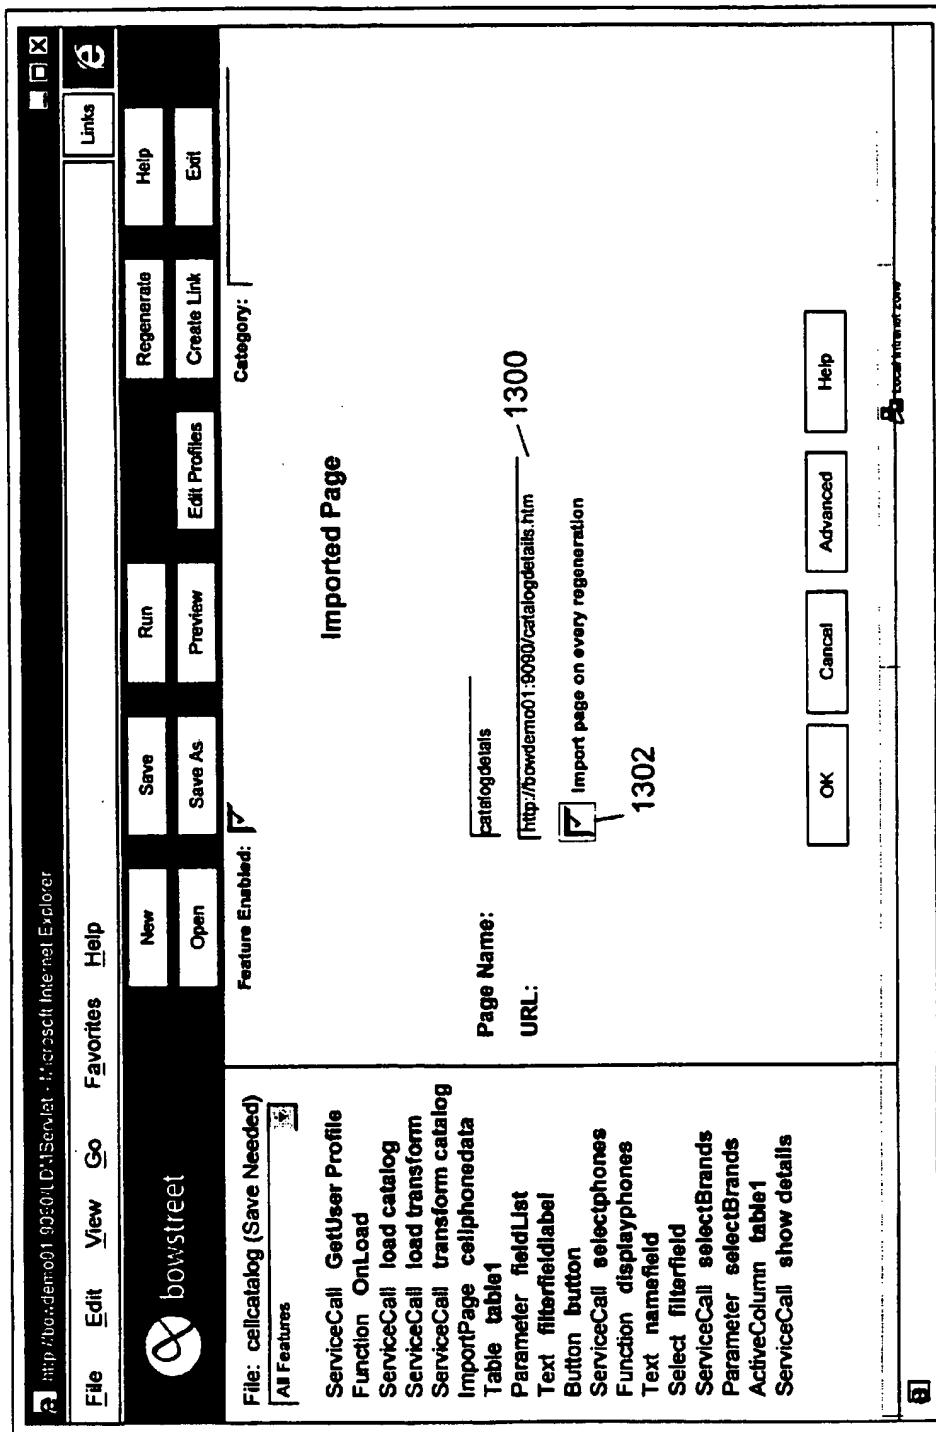 http://bowdemo01:9090/LDMServlet - Microsoft Internet Explorer
File Edit View Go Favorites Help
Links
bowstreet
New Save Run Regenerate Help
Open Save As Preview Edit Profiles Create Link Exit
File: cellcatalog (Save Needed)
All Features
ServiceCall GetUser Profile
Function OnLoad
ServiceCall load catalog
ServiceCall load transform
ServiceCall transform catalog
ImportPage cellphonedata
Table table1
Parameter fieldList
Text filterfieldlabel
Button button
ServiceCall selectphones
Function displayphones
Text namefield
Select filterfield
ServiceCall selectBrands
Parameter selectBrands
ActiveColumn table1
ServiceCall show details
Feature Enabled:
Category:
Imported Page
Page Name: catalogdetals
URL: http://bowdemo01:9090/catalogdetails.htm
1300
Import page on every regeneration
1302
OK Cancal Advanced Help
Local intranet zone